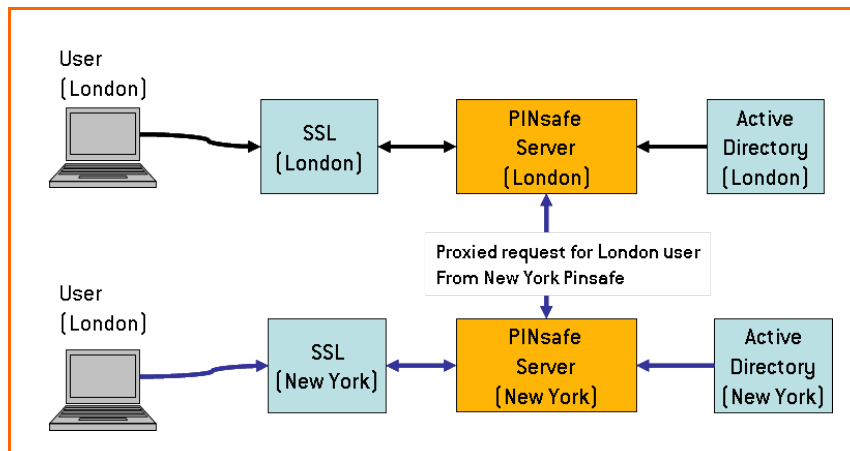 User
(London)
SSL
(London)
PINsafe
Server
(London)
Active
Directory
(London)
Proxied request for London user
From New York Pinsafe
User
(London)
SSL
(New York)
PINsafe
Server
(New York)
Active
Directory
(New York)